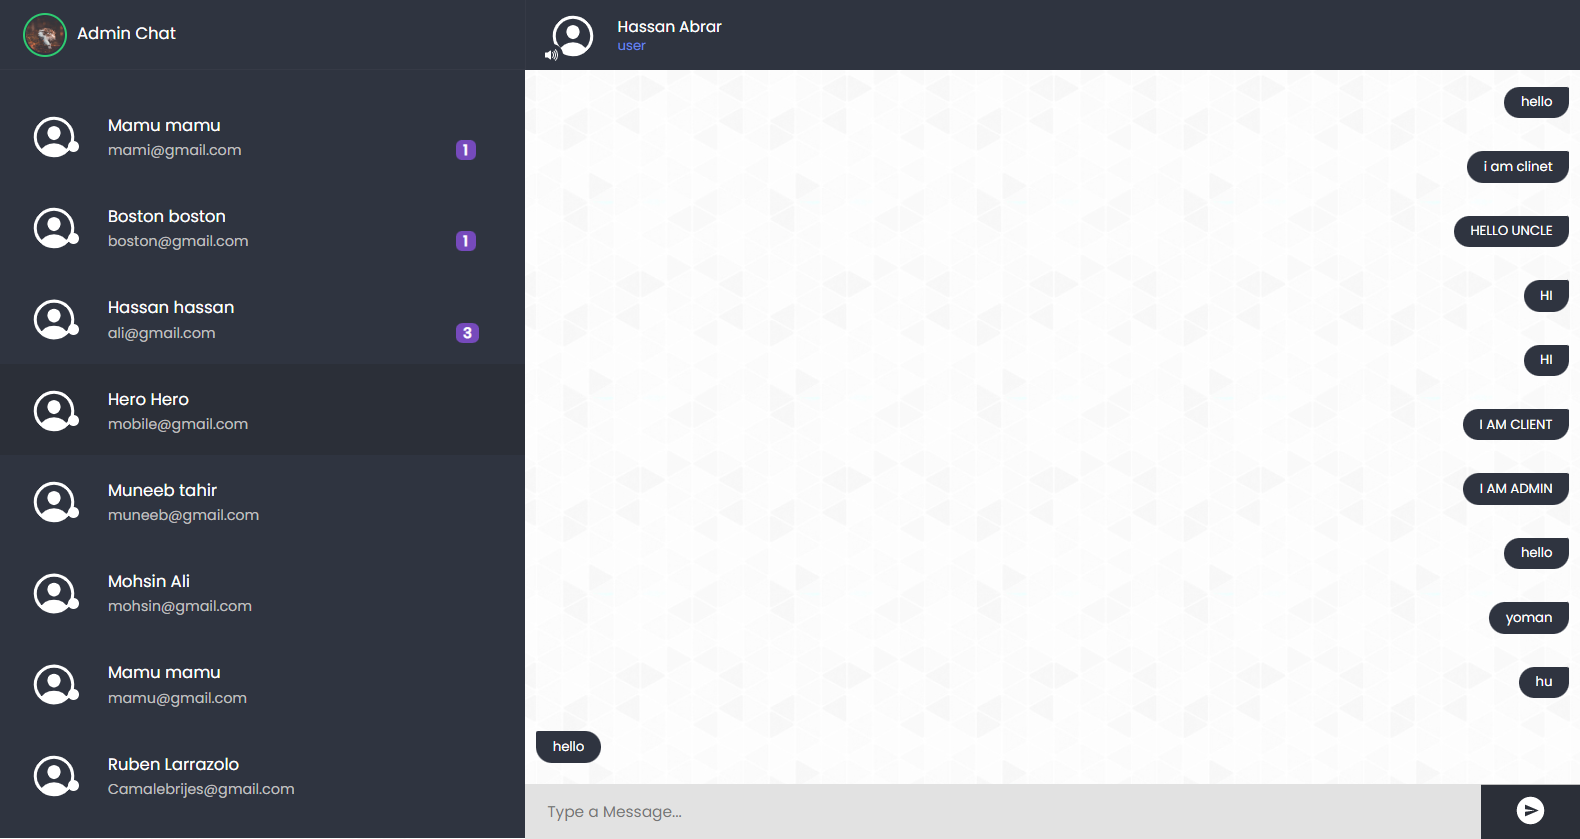 Admin Chat
Mamu mamu
mami@gmail.com
1
Boston boston
boston@gmail.com
1
Hassan hassan
ali@gmail.com
3
Hero Hero
mobile@gmail.com
Muneeb tahir
muneeb@gmail.com
Mohsin Ali
mohsin@gmail.com
Mamu mamu
mamu@gmail.com
Ruben Larrazolo
Camalebrijes@gmail.com
Hassan Abrar
user
hello
i am clinet
HELLO UNCLE
HI
HI
I AM CLIENT
I AM ADMIN
hello
yoman
hu
hello
Type a Message...